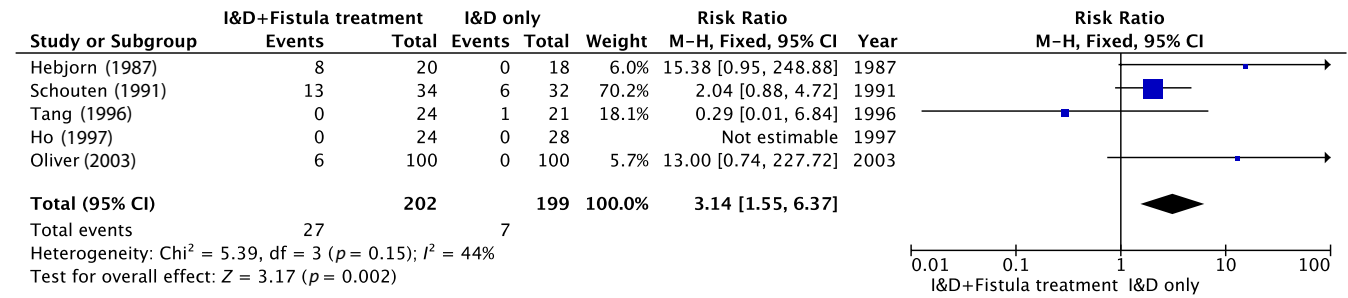 I&D+Fistula treatment I&D only Risk Ratio Risk Ratio
Study or Subgroup Events Total Events Total Weight M–H, Fixed, 95% CI Year M–H, Fixed, 95% CI
Hebjorn (1987) 8 20 0 18 6.0% 15.38 [0.95, 248.88] 1987
Schouten (1991) 13 34 6 32 70.2% 2.04 [0.88, 4.72] 1991
Tang (1996) 0 24 1 21 18.1% 0.29 [0.01, 6.84] 1996
Ho (1997) 0 24 0 28 Not estimable 1997
Oliver (2003) 6 100 0 100 5.7% 13.00 [0.74, 227.72] 2003
Total (95% CI) 202 199 100.0% 3.14 [1.55, 6.37]
Total events 27 7
Heterogeneity: Chi² = 5.39, df = 3 (p = 0.15); I² = 44%
Test for overall effect: Z = 3.17 (p = 0.002)
0.01 0.1 1 10 100
I&D+Fistula treatment I&D only